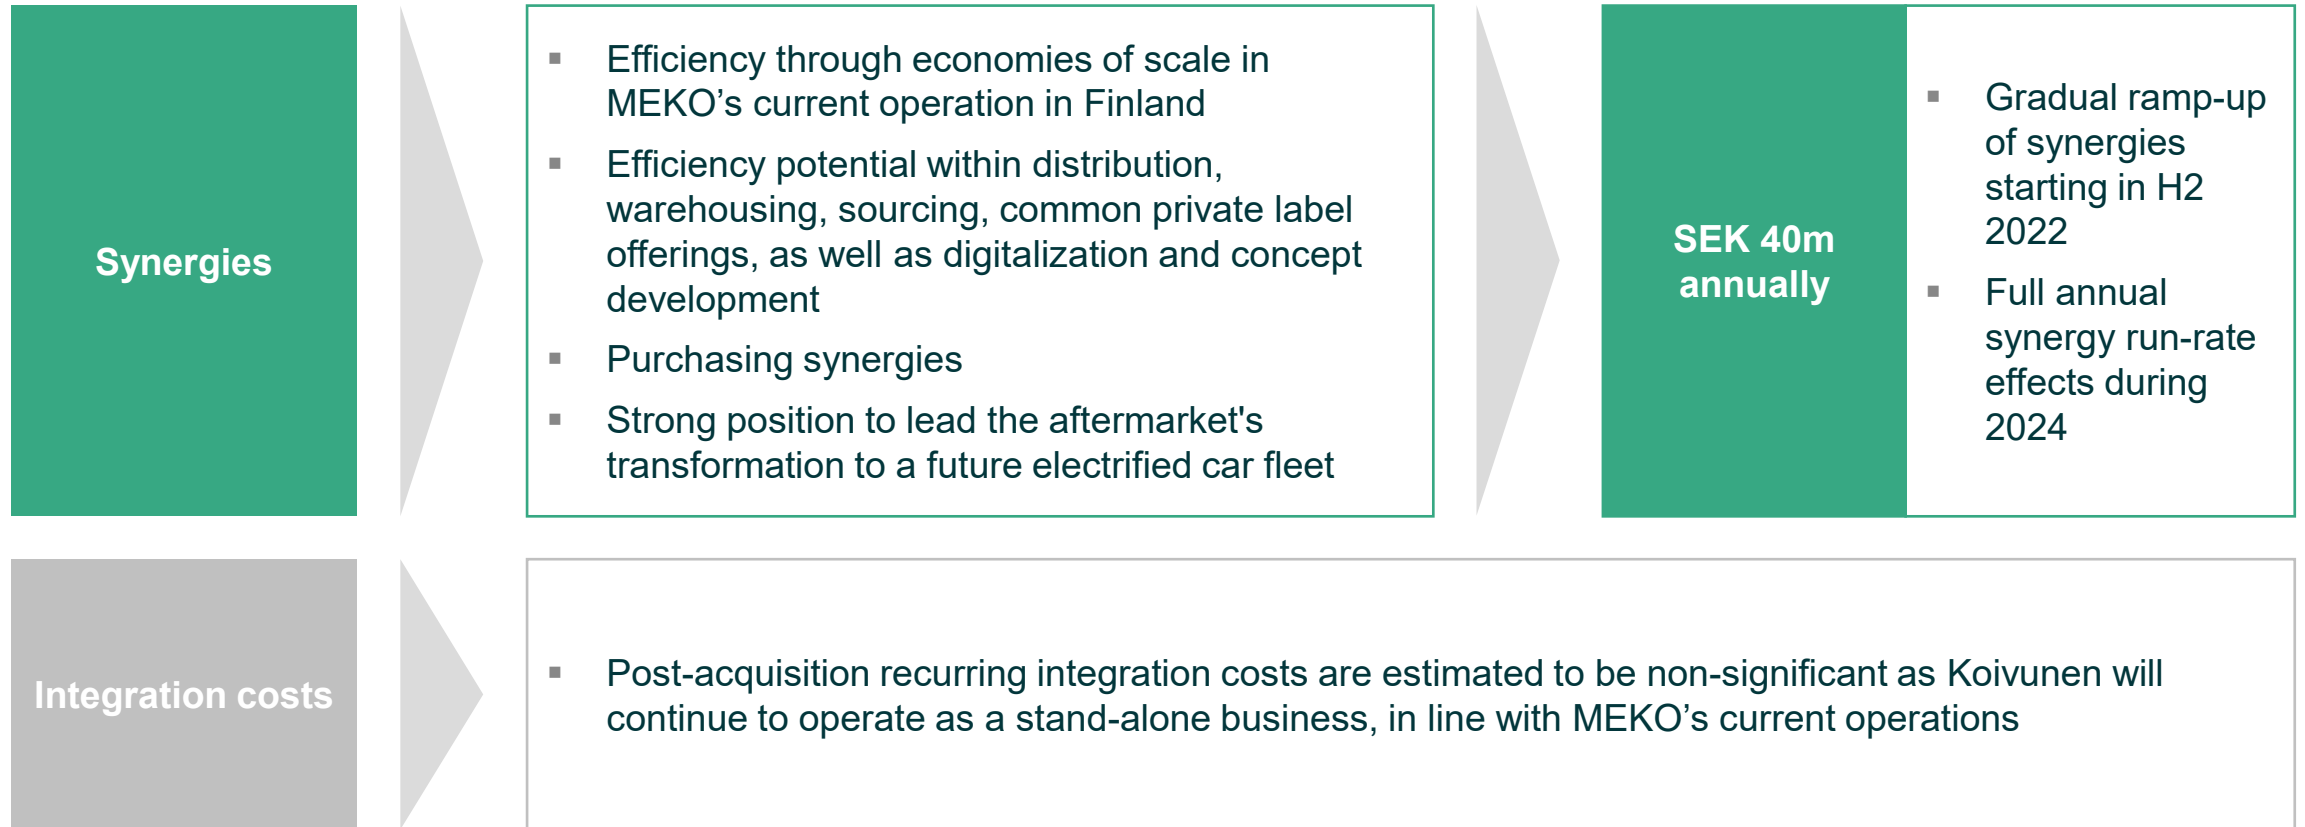 Synergies
▪ Efficiency through economies of scale in
MEKO’s current operation in Finland
▪ Efficiency potential within distribution,
warehousing, sourcing, common private label
offerings, as well as digitalization and concept
development
▪ Purchasing synergies
▪ Strong position to lead the aftermarket's
transformation to a future electrified car fleet
SEK 40m
annually
▪ Gradual ramp-up
of synergies
starting in H2
2022
▪ Full annual
synergy run-rate
effects during
2024
Integration costs
▪ Post-acquisition recurring integration costs are estimated to be non-significant as Koivunen will
continue to operate as a stand-alone business, in line with MEKO’s current operations